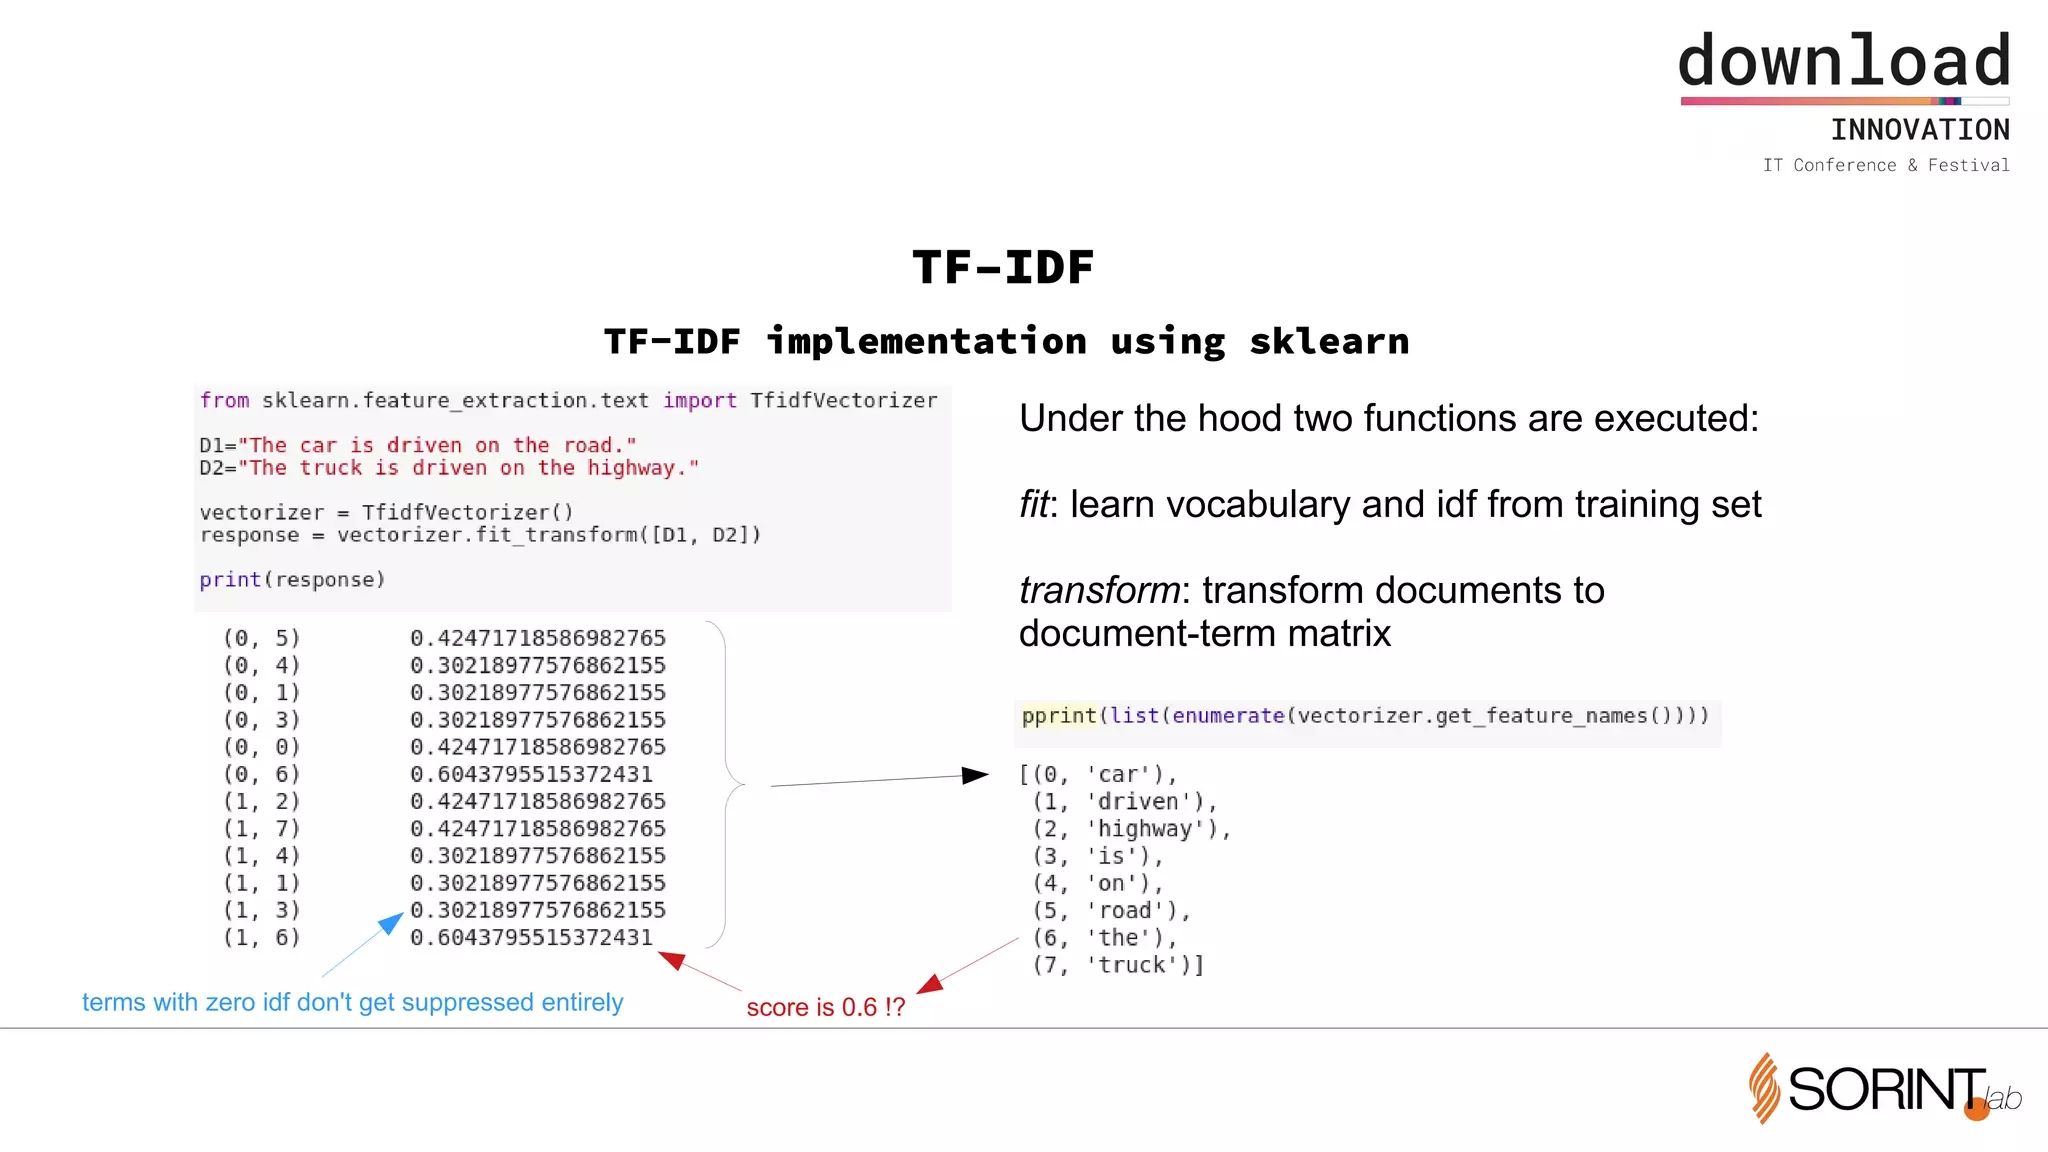 download
INNOVATION
IT Conference & Festival
TF-IDF
TF-IDF implementation using sklearn
from sklearn.feature_extraction.text import TfidfVectorizer
D1="The car is driven on the road."
D2="The truck is driven on the highway."
vectorizer = TfidfVectorizer()
response = vectorizer.fit_transform([D1, D2])
print(response)
(0, 5) 0.42471718586982765
(0, 4) 0.30218977576862155
(0, 1) 0.30218977576862155
(0, 3) 0.30218977576862155
(0, 0) 0.42471718586982765
(0, 6) 0.6043795515372431
(1, 2) 0.42471718586982765
(1, 7) 0.42471718586982765
(1, 4) 0.30218977576862155
(1, 1) 0.30218977576862155
(1, 3) 0.30218977576862155
(1, 6) 0.6043795515372431
terms with zero idf don't get suppressed entirely
score is 0.6 !?
Under the hood two functions are executed:
fit: learn vocabulary and idf from training set
transform: transform documents to
document-term matrix
pprint(list(enumerate(vectorizer.get_feature_names())))
[(0, 'car'),
(1, 'driven'),
(2, 'highway'),
(3, 'is'),
(4, 'on'),
(5, 'road'),
(6, 'the'),
(7, 'truck')]
SORINT.lab